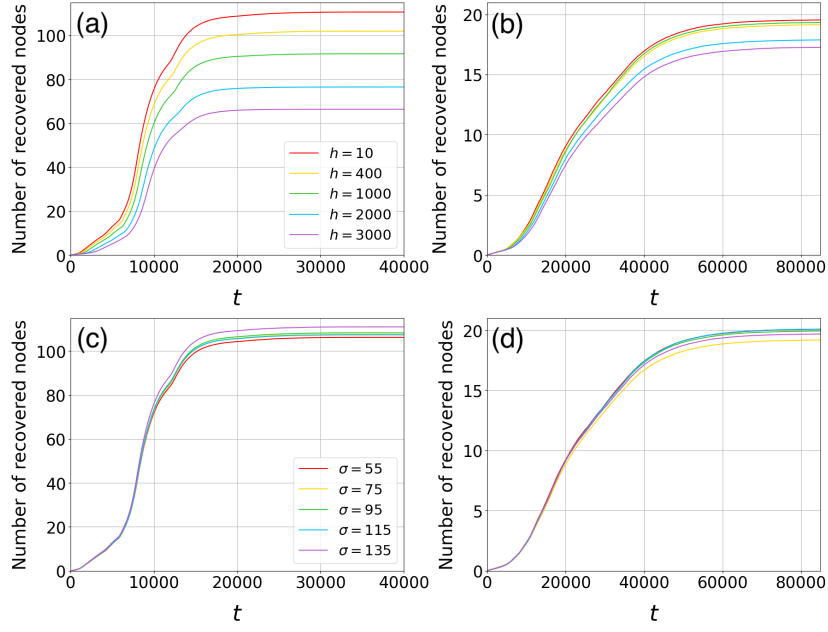 (a)
Number of recovered nodes
100
80
60
40
20
0
0 10000 20000 30000 40000
t
h = 10
h = 400
h = 1000
h = 2000
h = 3000
(b)
Number of recovered nodes
20
15
10
5
0
0 20000 40000 60000 80000
t
(c)
Number of recovered nodes
100
80
60
40
20
0
0 10000 20000 30000 40000
t
σ = 55
σ = 75
σ = 95
σ = 115
σ = 135
(d)
Number of recovered nodes
20
15
10
5
0
0 20000 40000 60000 80000
t